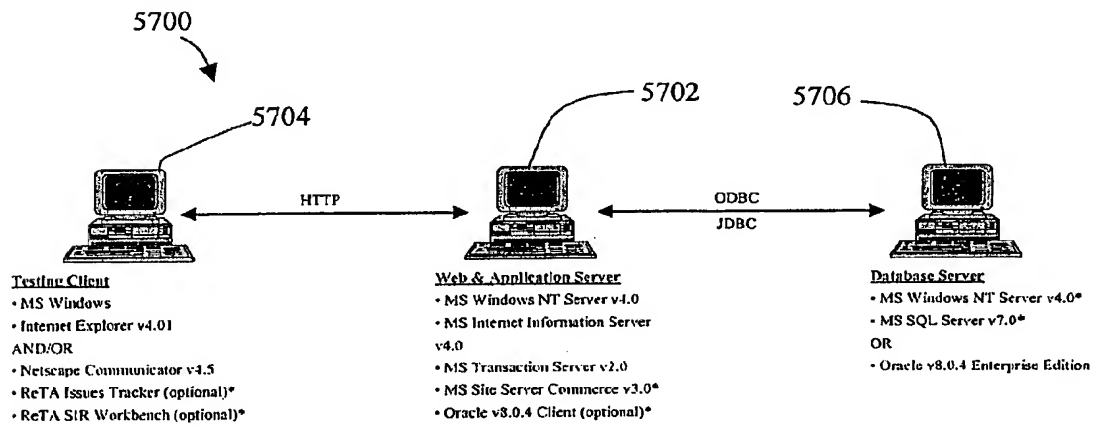 5700
5704
5702
5706
HTTP
ODBC
JDBC
Testing Client
• MS Windows
• Internet Explorer v4.01
AND/OR
• Netscape Communicator v4.5
• ReTA Issues Tracker (optional)*
• ReTA SIR Workbench (optional)*
Web & Application Server
• MS Windows NT Server v4.0
• MS Internet Information Server
v4.0
• MS Transaction Server v2.0
• MS Site Server Commerce v3.0*
• Oracle v8.0.4 Client (optional)*
Database Server
• MS Windows NT Server v4.0*
• MS SQL Server v7.0*
OR
• Oracle v8.0.4 Enterprise Edition